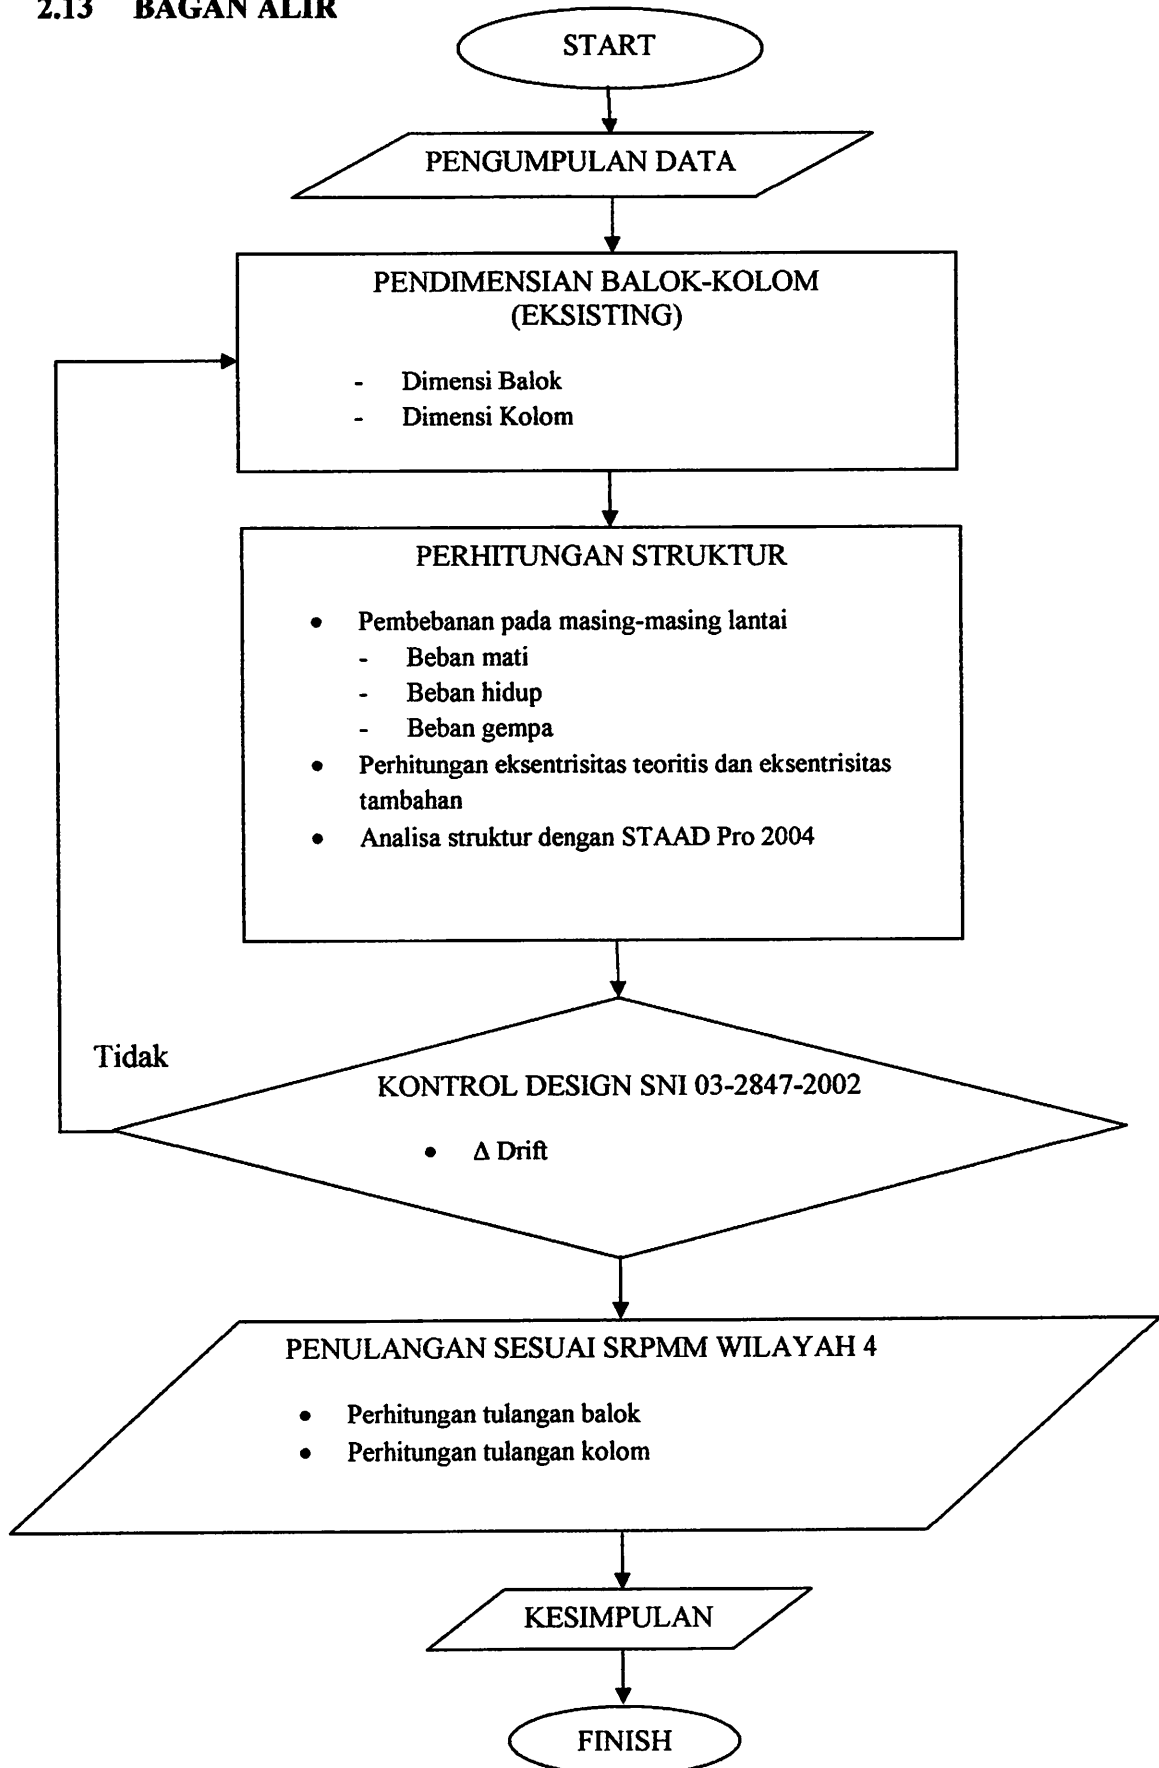 2.13 BAGAN ALIR
START
PENGUMPULAN DATA
PENDIMENSIAN BALOK-KOLOM
(EKSISTING)
- Dimensi Balok
- Dimensi Kolom
PERHITUNGAN STRUKTUR
• Pembebanan pada masing-masing lantai
- Beban mati
- Beban hidup
- Beban gempa
• Perhitungan eksentrisitas teoritis dan eksentrisitas
tambahan
• Analisa struktur dengan STAAD Pro 2004
Tidak
KONTROL DESIGN SNI 03-2847-2002
• Δ Drift
PENULANGAN SESUAI SRPMM WILAYAH 4
• Perhitungan tulangan balok
• Perhitungan tulangan kolom
KESIMPULAN
FINISH